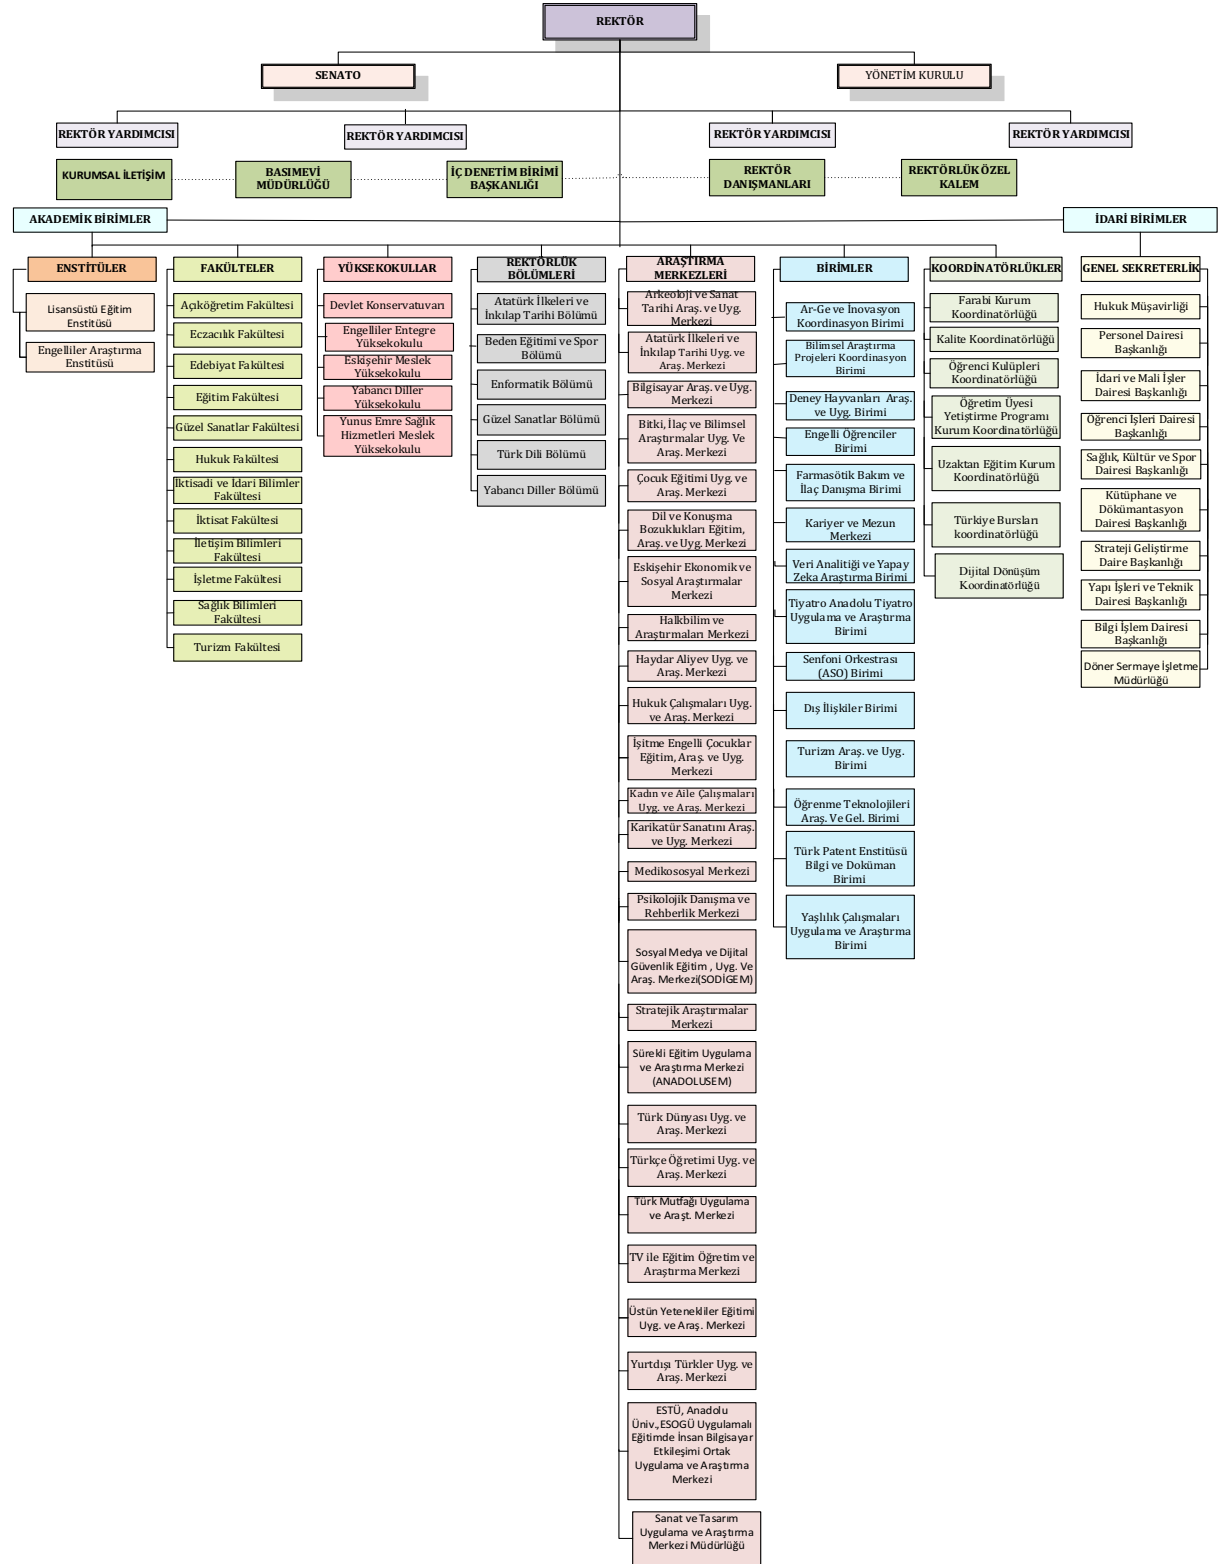 REKTÖR
SENATO
YÖNETİM KURULU
REKTÖR YARDIMCISI
REKTÖR YARDIMCISI
REKTÖR YARDIMCISI
REKTÖR YARDIMCISI
KURUMSAL İLETİŞİM
BASIMEVİ
MÜDÜRLÜĞÜ
İÇ DENETİM BİRİMİ
BAŞKANLIĞI
REKTÖR
DANIŞMANLARI
REKTÖRLÜK ÖZEL
KALEM
AKADEMİK BİRİMLER
İDARİ BİRİMLER
ENSTİTÜLER
Lisansüstü Eğitim
Enstitüsü
Engelliler Araştırma
Enstitüsü
FAKÜLTELER
Açıköğretim Fakültesi
Eczacılık Fakültesi
Edebiyat Fakültesi
Eğitim Fakültesi
Güzel Sanatlar Fakültesi
Hukuk Fakültesi
İktisadi ve İdari Bilimler
Fakültesi
İktisat Fakültesi
İletişim Bilimleri
Fakültesi
İşletme Fakültesi
Sağlık Bilimleri
Fakültesi
Turizm Fakültesi
YÜKSEKOKULLAR
Devlet Konservatuvarı
Engelliler Entegre
Yüksekokulu
Eskişehir Meslek
Yüksekokulu
Yabancı Diller
Yüksekokulu
Yunus Emre Sağlık
Hizmetleri Meslek
Yüksekokulu
REKTÖRLÜK
BÖLÜMLERİ
Atatürk İlkeleri ve
İnkılap Tarihi Bölümü
Beden Eğitimi ve Spor
Bölümü
Enformatik Bölümü
Güzel Sanatlar Bölümü
Türk Dili Bölümü
Yabancı Diller Bölümü
ARAŞTIRMA
MERKEZLERİ
Arkeoloji ve Sanat
Tarihi Araş. ve Uyg.
Merkezi
Atatürk İlkeleri ve
İnkılap Tarihi Uyg. ve
Araş. Merkezi
Bilgisayar Araş. ve Uyg.
Merkezi
Bitki, İlaç ve Bilimsel
Araştırmalar Uyg. Ve
Araş. Merkezi
Çocuk Eğitimi Uyg. ve
Araş. Merkezi
Dil ve Konuşma
Bozuklukları Eğitim,
Araş. ve Uyg. Merkezi
Eskişehir Ekonomik ve
Sosyal Araştırmalar
Merkezi
Halkbilim ve
Araştırmaları Merkezi
Haydar Aliyev Uyg. ve
Araş. Merkezi
Hukuk Çalışmaları Uyg.
ve Araş. Merkezi
İşitme Engelli Çocuklar
Eğitim, Araş. ve Uyg.
Merkezi
Kadın ve Aile Çalışmaları
Uyg. ve Araş. Merkezi
Karikatür Sanatını Araş.
ve Uyg. Merkezi
Medikososyal Merkezi
Psikolojik Danışma ve
Rehberlik Merkezi
Sosyal Medya ve Dijital
Güvenlik Eğitim , Uyg. Ve
Araş. Merkezi(SODİGEM)
Stratejik Araştırmalar
Merkezi
Sürekli Eğitim Uygulama
ve Araştırma Merkezi
(ANADOLUSEM)
Türk Dünyası Uyg. ve
Araş. Merkezi
Türkçe Öğretimi Uyg. ve
Araş. Merkezi
Türk Mutfağı Uygulama
ve Araşt. Merkezi
TV ile Eğitim Öğretim ve
Araştırma Merkezi
Üstün Yetenekliler Eğitimi
Uyg. ve Araş. Merkezi
Yurtdışı Türkler Uyg. ve
Araş. Merkezi
ESTÜ, Anadolu
Üniv.,ESOGÜ Uygulamalı
Eğitimde İnsan Bilgisayar
Etkileşimi Ortak
Uygulama ve Araştırma
Merkezi
Sanat ve Tasarım
Uygulama ve Araştırma
Merkezi Müdürlüğü
BİRİMLER
Ar-Ge ve İnovasyon
Koordinasyon Birimi
Bilimsel Araştırma
Projeleri Koordinasyon
Birimi
Deney Hayvanları Araş.
ve Uyg. Birimi
Engelli Öğrenciler
Birimi
Farmasötik Bakım ve
İlaç Danışma Birimi
Kariyer ve Mezun
Merkezi
Veri Analitiği ve Yapay
Zeka Araştırma Birimi
Tiyatro Anadolu Tiyatro
Uygulama ve Araştırma
Birimi
Senfoni Orkestrası
(ASO) Birimi
Dış İlişkiler Birimi
Turizm Araş. ve Uyg.
Birimi
Öğrenme Teknolojileri
Araş. Ve Gel. Birimi
Türk Patent Enstitüsü
Bilgi ve Doküman
Birimi
Yaşlılık Çalışmaları
Uygulama ve Araştırma
Birimi
KOORDİNATÖRLÜKLER
Farabi Kurum
Koordinatörlüğü
Kalite Koordinatörlüğü
Öğrenci Kulüpleri
Koordinatörlüğü
Öğretim Üyesi
Yetiştirme Programı
Kurum Koordinatörlüğü
Uzaktan Eğitim Kurum
Koordinatörlüğü
Türkiye Bursları
koordinatörlüğü
Dijital Dönüşüm
Koordinatörlüğü
GENEL SEKRETERLİK
Hukuk Müşavirliği
Personel Dairesi
Başkanlığı
İdari ve Mali İşler
Dairesi Başkanlığı
Öğrenci İşleri Dairesi
Başkanlığı
Sağlık, Kültür ve Spor
Dairesi Başkanlığı
Kütüphane ve
Dökümantasyon
Dairesi Başkanlığı
Strateji Geliştirme
Daire Başkanlığı
Yapı İşleri ve Teknik
Dairesi Başkanlığı
Bilgi İşlem Dairesi
Başkanlığı
Döner Sermaye İşletme
Müdürlüğü